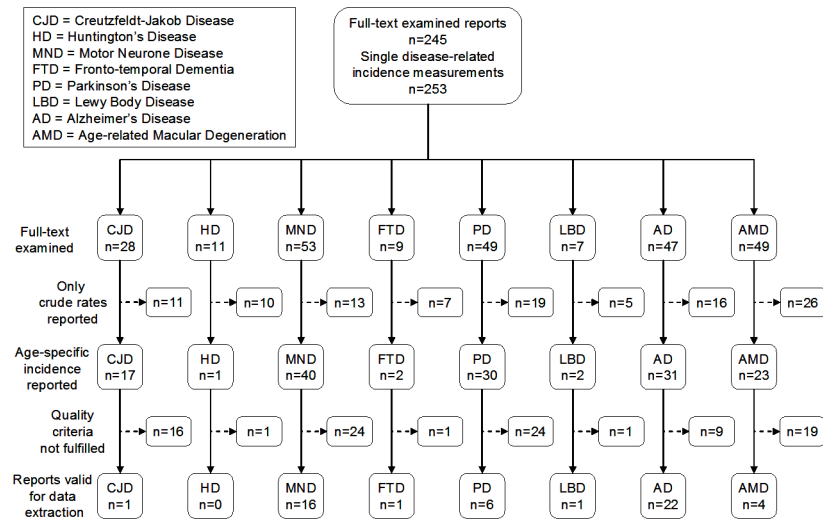 CJD = Creutzfeldt-Jakob Disease
HD = Huntington's Disease
MND = Motor Neurone Disease
FTD = Fronto-temporal Dementia
PD = Parkinson's Disease
LBD = Lewy Body Disease
AD = Alzheimer's Disease
AMD = Age-related Macular Degeneration
Full-text examined reports
n=245
Single disease-related
incidence measurements
n=253
Full-text
examined
CJD
n=28
HD
n=11
MND
n=53
FTD
n=9
PD
n=49
LBD
n=7
AD
n=47
AMD
n=49
Only
crude rates
reported
n=11
n=10
n=13
n=7
n=19
n=5
n=16
n=26
Age-specific
incidence
reported
CJD
n=17
HD
n=1
MND
n=40
FTD
n=2
PD
n=30
LBD
n=2
AD
n=31
AMD
n=23
Quality
criteria
not fulfilled
n=16
n=1
n=24
n=1
n=24
n=1
n=9
n=19
Reports valid
for data
extraction
CJD
n=1
HD
n=0
MND
n=16
FTD
n=1
PD
n=6
LBD
n=1
AD
n=22
AMD
n=4